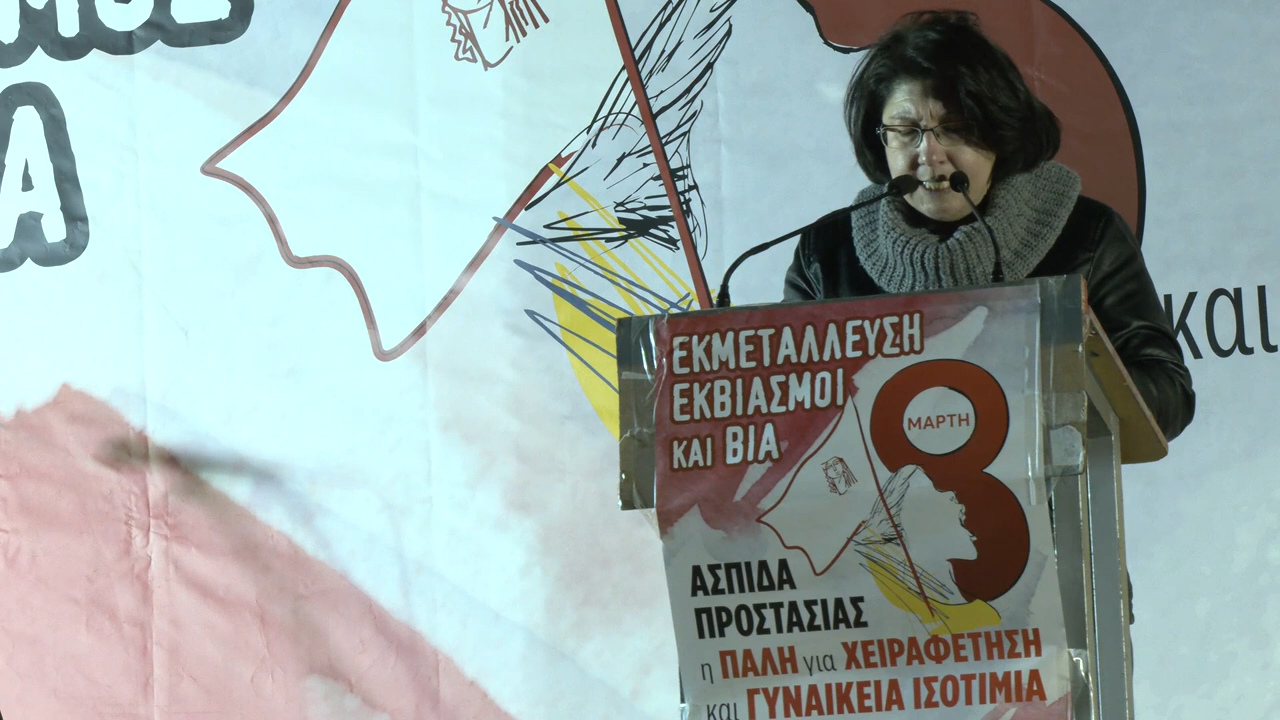 Α
και
ΕΚΜΕΤΑΛΛΕΥΣΗ
ΕΚΒΙΑΣΜΟΙ
ΚΑΙ ΒΙΑ
8
ΜΑΡΤΗ
ΑΣΠΙΔΑ
ΠΡΟΣΤΑΣΙΑΣ
η ΠΑΛΗ για ΧΕΙΡΑΦΕΤΗΣΗ
και ΓΥΝΑΙΚΕΙΑ ΙΣΟΤΙΜΙΑ